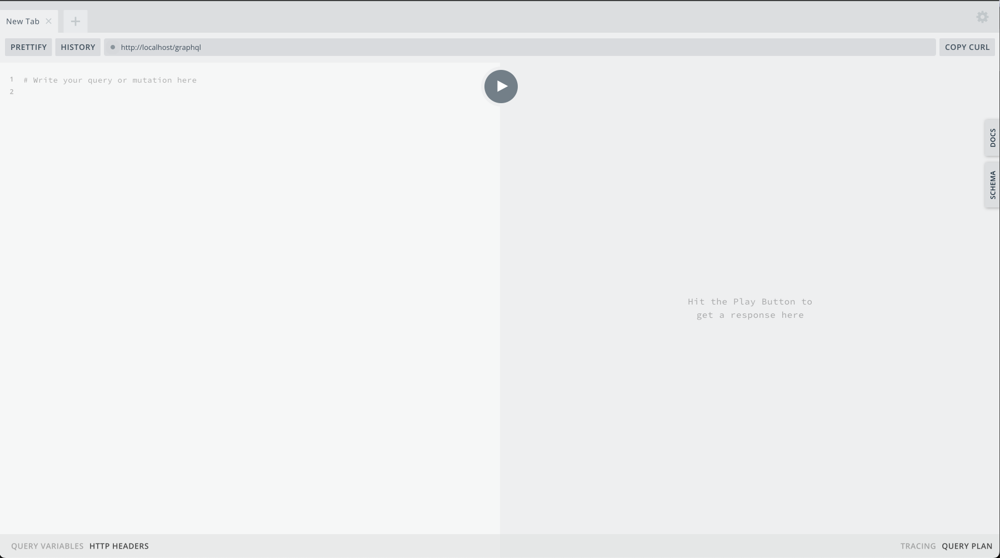 New Tab
PRETTIFY HISTORY http://localhost/graphql COPY CURL
1 # Write your query or mutation here
2
DOCS
SCHEMA
Hit the Play Button to
get a response here
QUERY VARIABLES HTTP HEADERS TRACING QUERY PLAN